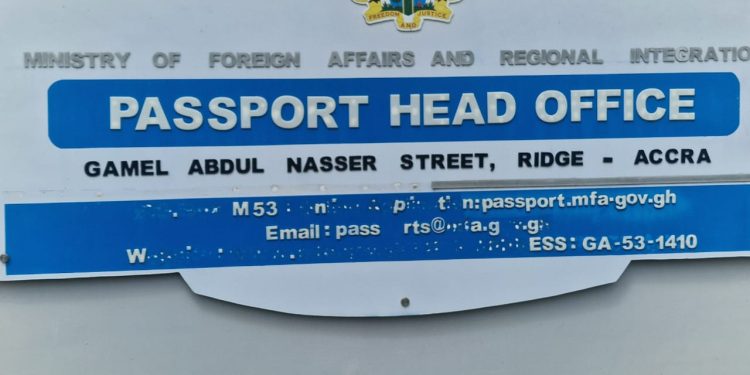 FREEDOM AND JUSTICE
MINISTRY OF FOREIGN AFFAIRS AND REGIONAL INTEGRATIO
PASSPORT HEAD OFFICE
GAMEL ABDUL NASSER STREET, RIDGE - ACCRA
M53 :passport.mfa-gov.gh
Email: pass rts@
ESS: GA-53-1410